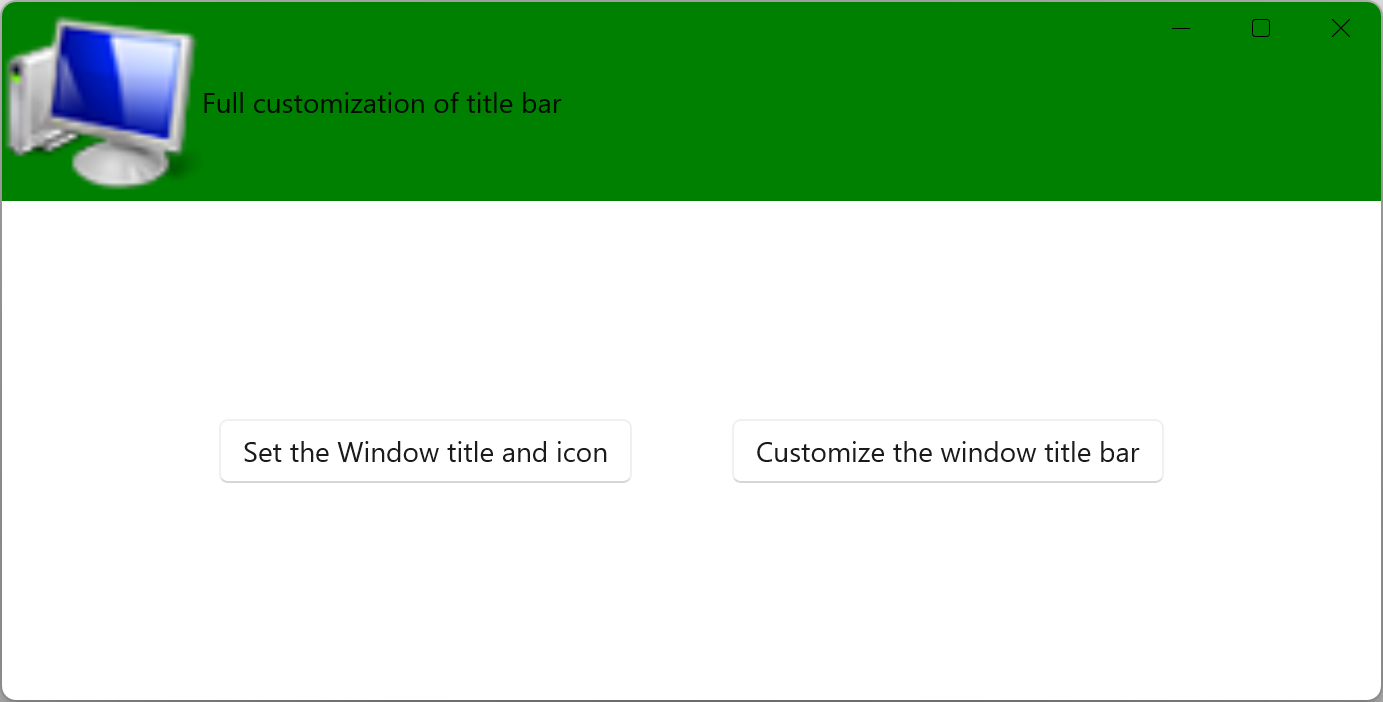 Full customization of title bar
Set the Window title and icon
Customize the window title bar